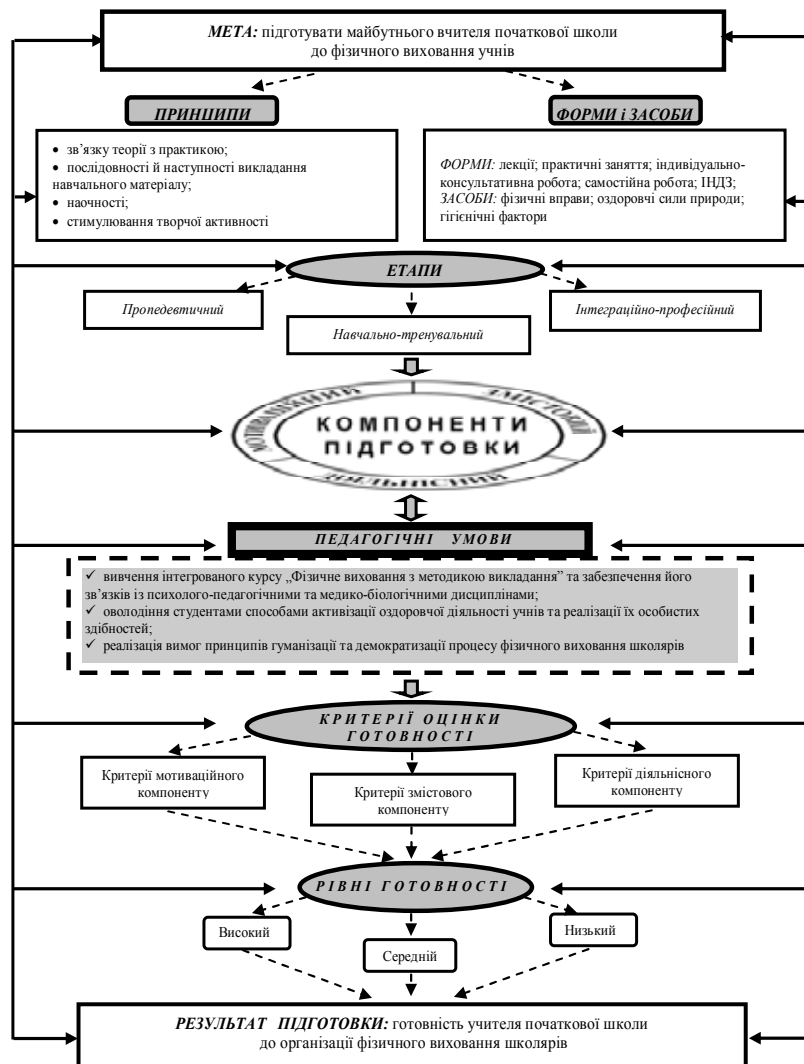 МЕТА: підготувати майбутнього вчителя початкової школи
до фізичного виховання учнів
ПРИНЦИПИ
ФОРМИ і ЗАСОБИ
• зв’язку теорії з практикою;
• послідовності й наступності викладання
навчального матеріалу;
• наочності;
• стимулювання творчої активності
ФОРМИ: лекції; практичні заняття; індивідуально-
консультативна робота; самостійна робота; ІНДЗ;
ЗАСОБИ: фізичні вправи; оздоровчі сили природи;
гігієнічні фактори
ЕТАПИ
Пропедевтичний
Інтеграційно-професійний
Навчально-тренувальний
МОТИВАЦІЙНИЙ
ЗМІСТОВИЙ
КОМПОНЕНТИ
ПІДГОТОВКИ
ДІЯЛЬНІСНИЙ
ПЕДАГОГІЧНІ УМОВИ
✓ вивчення інтегрованого курсу „Фізичне виховання з методикою викладання” та забезпечення його
зв’язків із психолого-педагогічними та медико-біологічними дисциплінами;
✓ оволодіння студентами способами активізації оздоровчої діяльності учнів та реалізації їх особистих
здібностей;
✓ реалізація вимог принципів гуманізації та демократизації процесу фізичного виховання школярів
КРИТЕРІЇ ОЦІНКИ
ГОТОВНОСТІ
Критерії мотиваційного
компоненту
Критерії змістового
компоненту
Критерії діяльнісного
компоненту
РІВНІ ГОТОВНОСТІ
Високий
Середній
Низький
РЕЗУЛЬТАТ ПІДГОТОВКИ: готовність учителя початкової школи
до організації фізичного виховання школярів